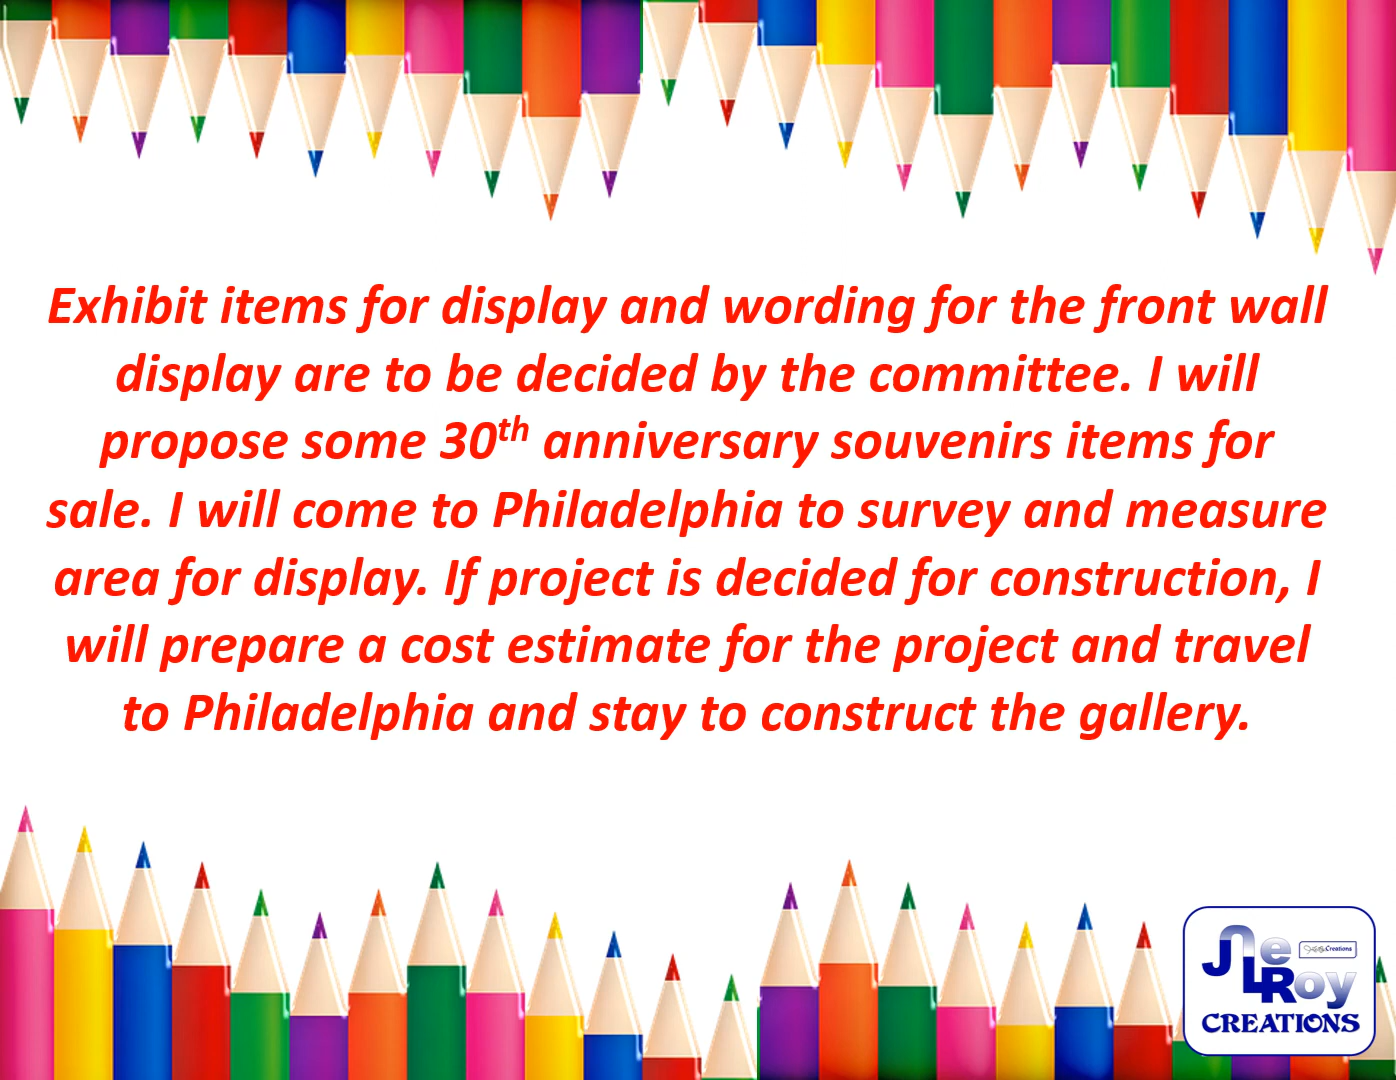 Exhibit items for display and wording for the front wall
display are to be decided by the committee. I will
propose some 30th anniversary souvenirs items for
sale. I will come to Philadelphia to survey and measure
area for display. If project is decided for construction, I
will prepare a cost estimate for the project and travel
to Philadelphia and stay to construct the gallery.
CREATIONS